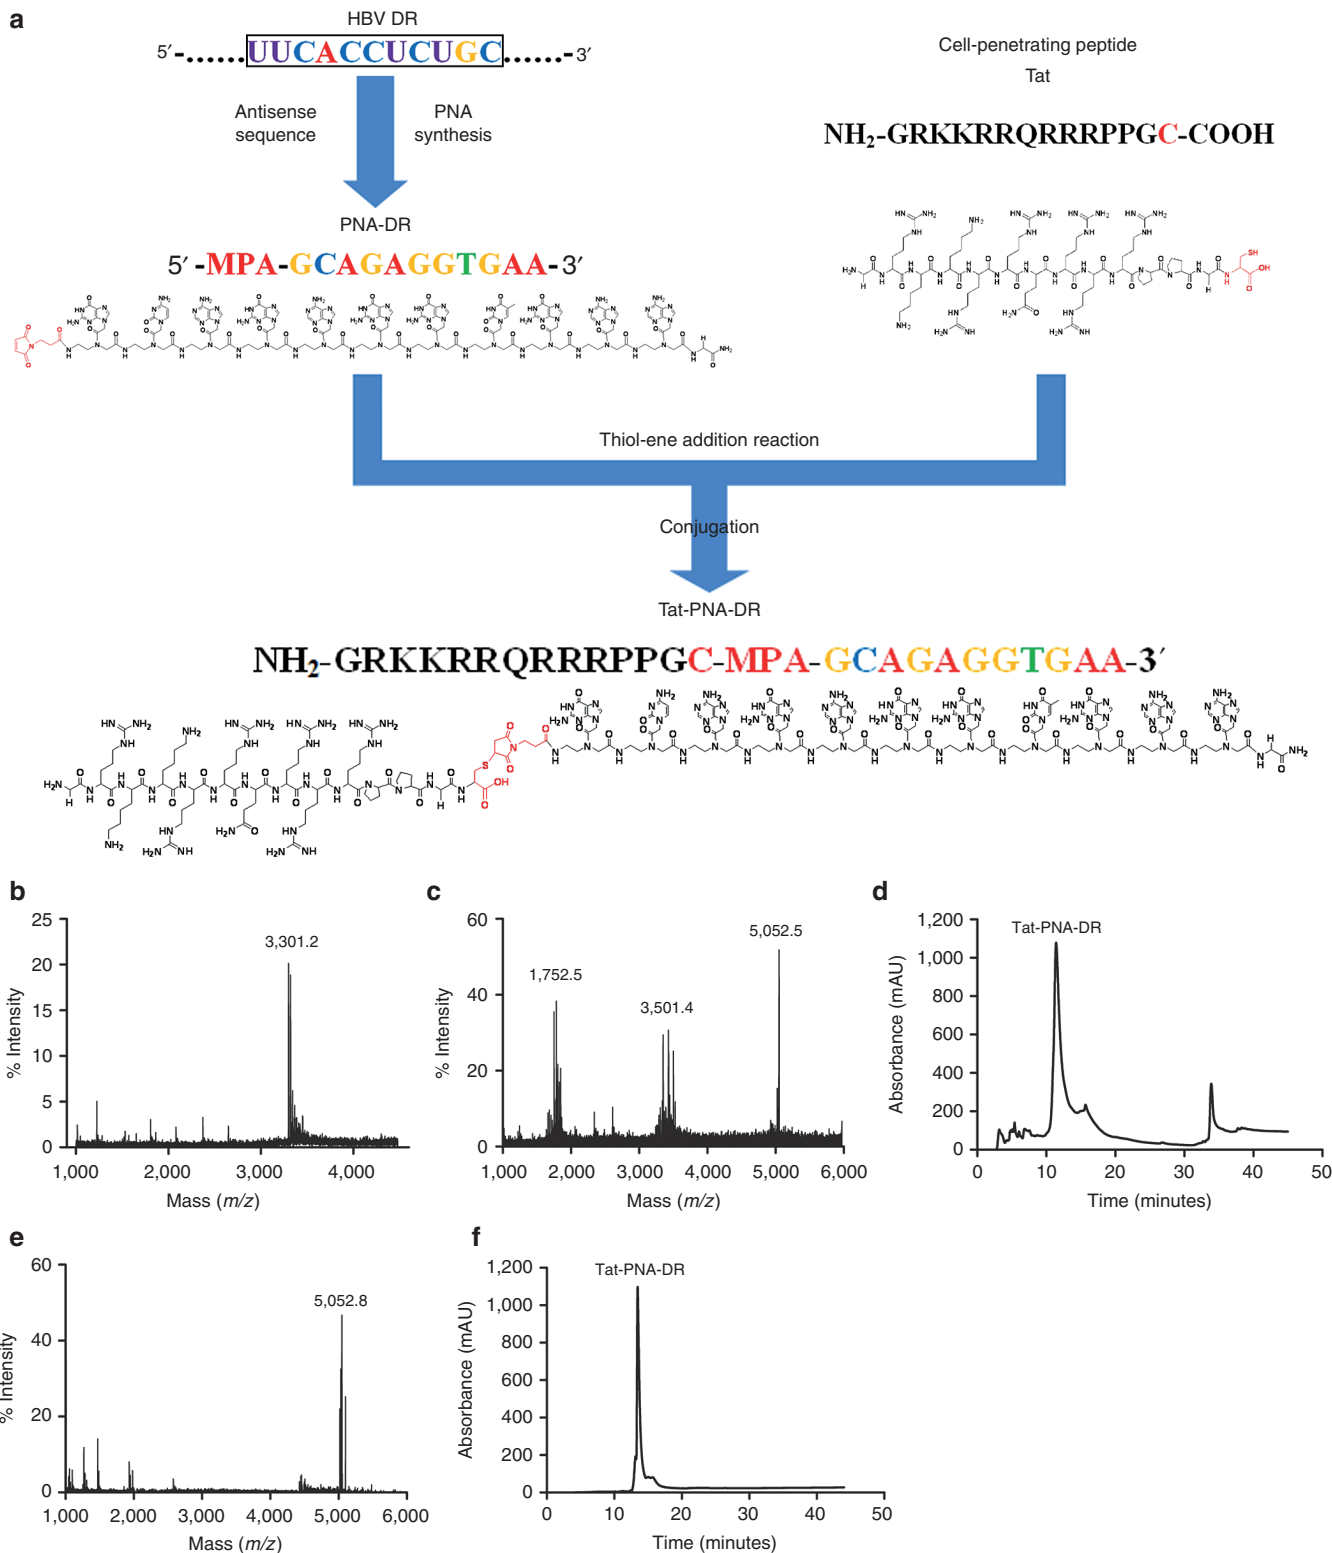 a
HBV DR
5′-......UUCACCUCUGC......-3′
Antisense sequence
PNA synthesis
Cell-penetrating peptide
Tat
NH2-GRKKRRQRRRPPGC-COOH
PNA-DR
5′ -MPA-GCAGAGGTGAA-3′
Thiol-ene addition reaction
Conjugation
Tat-PNA-DR
NH2-GRKKRRQRRRPPGC-MPA-GCAGAGGTGAA-3′
b
25
20
15
10
5
0
% Intensity
3,301.2
1,000 2,000 3,000 4,000
Mass (m/z)
c
60
40
20
0
% Intensity
1,752.5
3,501.4
5,052.5
1,000 2,000 3,000 4,000 5,000 6,000
Mass (m/z)
d
1,200
1,000
800
600
400
200
0
Absorbance (mAU)
Tat-PNA-DR
0 10 20 30 40 50
Time (minutes)
e
60
40
20
0
% Intensity
5,052.8
1,000 2,000 3,000 4,000 5,000 6,000
Mass (m/z)
f
1,200
1,000
800
600
400
200
0
Absorbance (mAU)
Tat-PNA-DR
0 10 20 30 40 50
Time (minutes)